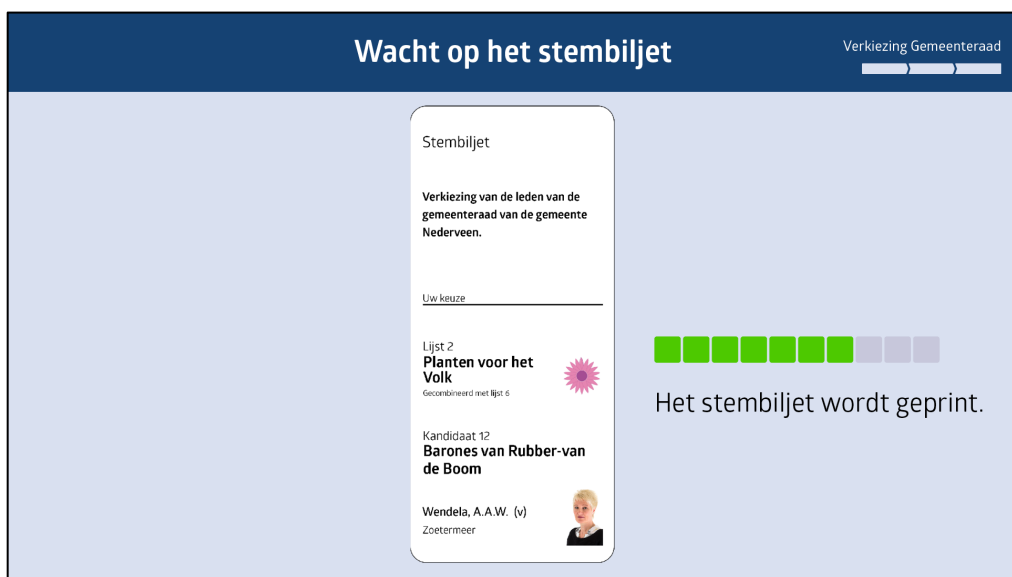 Wacht op het stembiljet
Verkiezing Gemeenteraad
Stembiljet
Verkiezing van de leden van de
gemeenteraad van de gemeente
Nederveen.
Uw keuze
Lijst 2
Planten voor het
Volk
Gecombineerd met lijst 6
Kandidaat 12
Barones van Rubber-van
de Boom
Wendela, A.A.W. (v)
Zoetermeer
Het stembiljet wordt geprint.